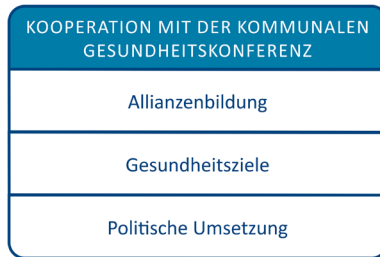 KOOPERATION MIT DER KOMMUNALEN
GESUNDHEITSKONFERENZ
Allianzenbildung
Gesundheitsziele
Politische Umsetzung